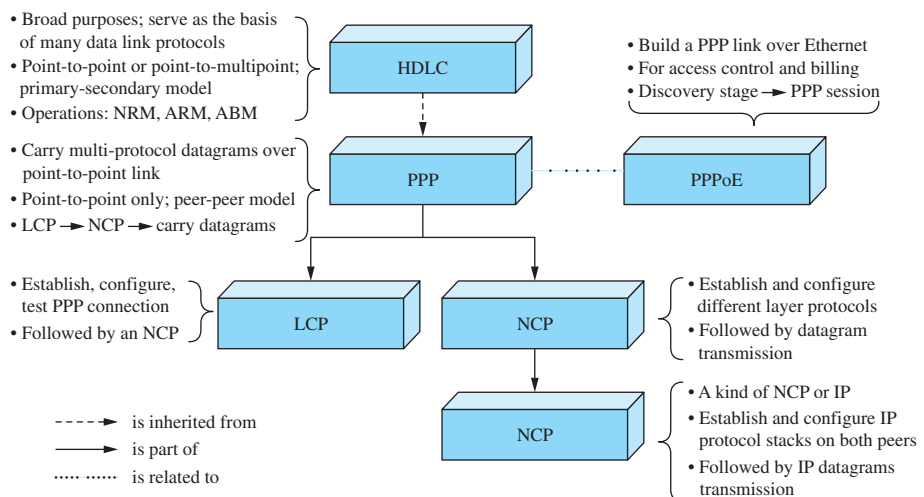 • Broad purposes; serve as the basis
of many data link protocols
• Point-to-point or point-to-multipoint;
primary-secondary model
• Operations: NRM, ARM, ABM
HDLC
• Build a PPP link over Ethernet
• For access control and billing
• Discovery stage → PPP session
• Carry multi-protocol datagrams over
point-to-point link
• Point-to-point only; peer-peer model
• LCP → NCP → carry datagrams
PPP
PPPoE
• Establish, configure,
test PPP connection
• Followed by an NCP
LCP
NCP
• Establish and configure
different layer protocols
• Followed by datagram
transmission
NCP
• A kind of NCP or IP
• Establish and configure IP
protocol stacks on both peers
• Followed by IP datagrams
transmission
is inherited from
is part of
is related to